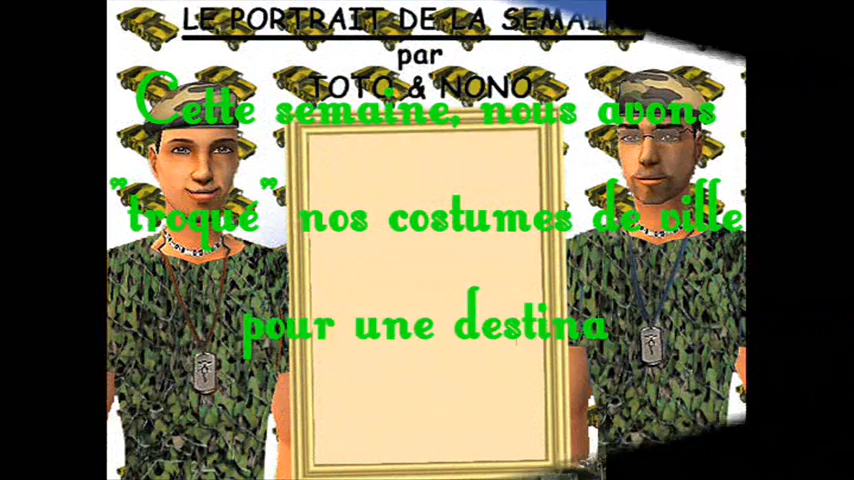 LE PORTRAIT DE LA SEMAINE
par
TOTO & NONO
Cette semaine, nous avons
"troqué" nos costumes de ville
pour une destina